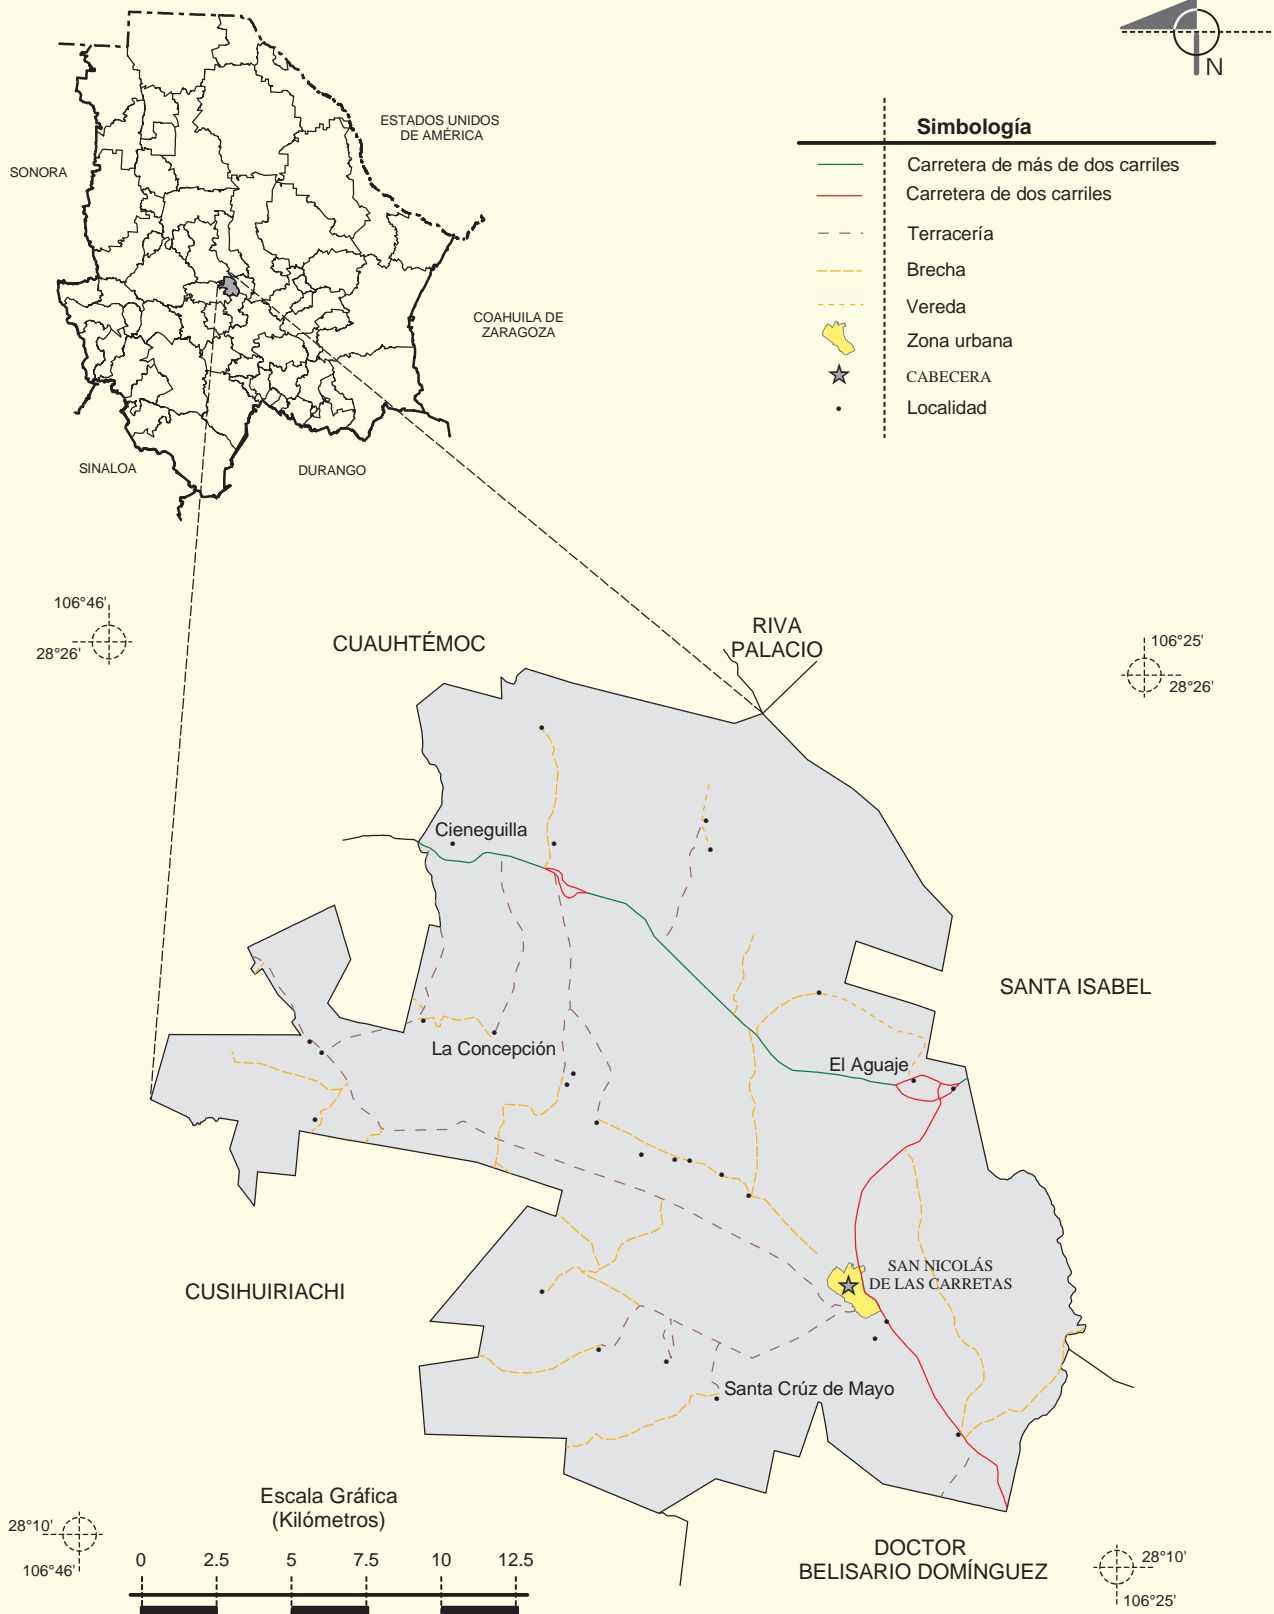 N
ESTADOS UNIDOS
DE AMÉRICA
SONORA
COAHUILA DE
ZARAGOZA
SINALOA
DURANGO
Simbología
Carretera de más de dos carriles
Carretera de dos carriles
Terracería
Brecha
Vereda
Zona urbana
CABECERA
Localidad
106°46'
28°26'
CUAUHTÉMOC
RIVA
PALACIO
106°25'
28°26'
Cieneguilla
SANTA ISABEL
La Concepción
El Aguaje
SAN NICOLÁS
DE LAS CARRETAS
CUSIHUIRIACHI
Santa Crúz de Mayo
Escala Gráfica
(Kilómetros)
0 2.5 5 7.5 10 12.5
28°10'
106°46'
DOCTOR
BELISARIO DOMÍNGUEZ
28°10'
106°25'